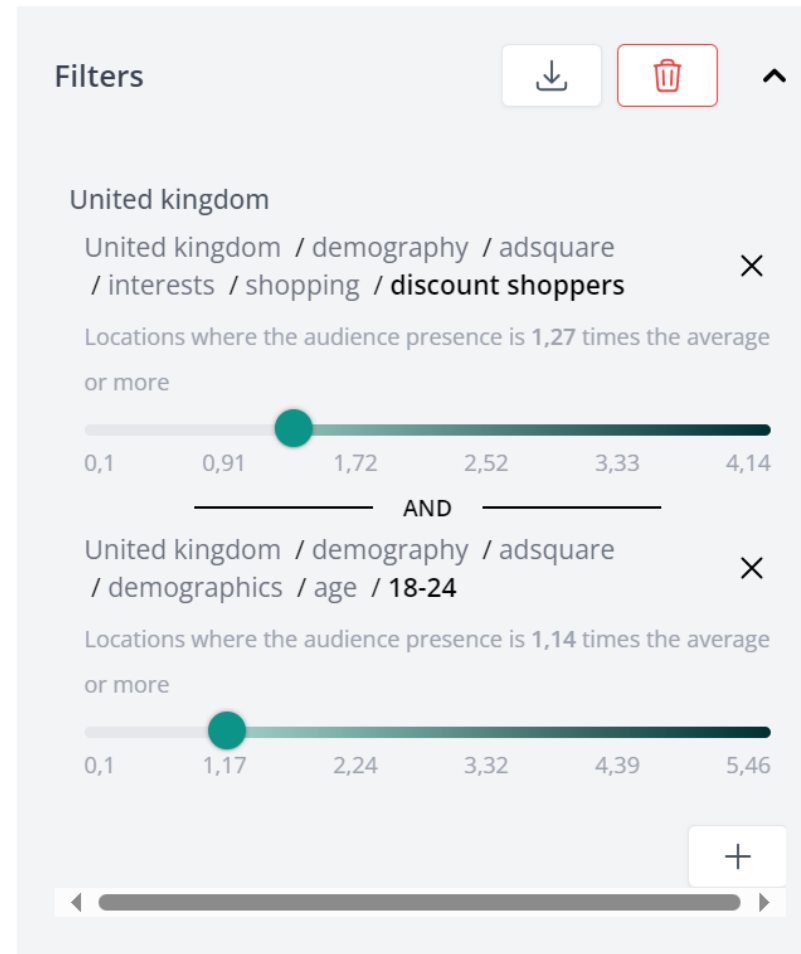 Filters
United kingdom
United kingdom / demography / adsquare
/ interests / shopping / discount shoppers
Locations where the audience presence is 1,27 times the average
or more
0,1 0,91 1,72 2,52 3,33 4,14
AND
United kingdom / demography / adsquare
/ demographics / age / 18-24
Locations where the audience presence is 1,14 times the average
or more
0,1 1,17 2,24 3,32 4,39 5,46